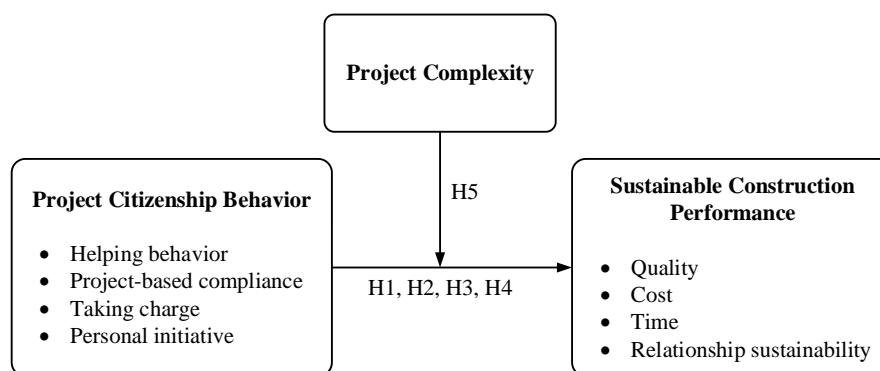 Project Complexity
H5
Project Citizenship Behavior
• Helping behavior
• Project-based compliance
• Taking charge
• Personal initiative
H1, H2, H3, H4
Sustainable Construction
Performance
• Quality
• Cost
• Time
• Relationship sustainability